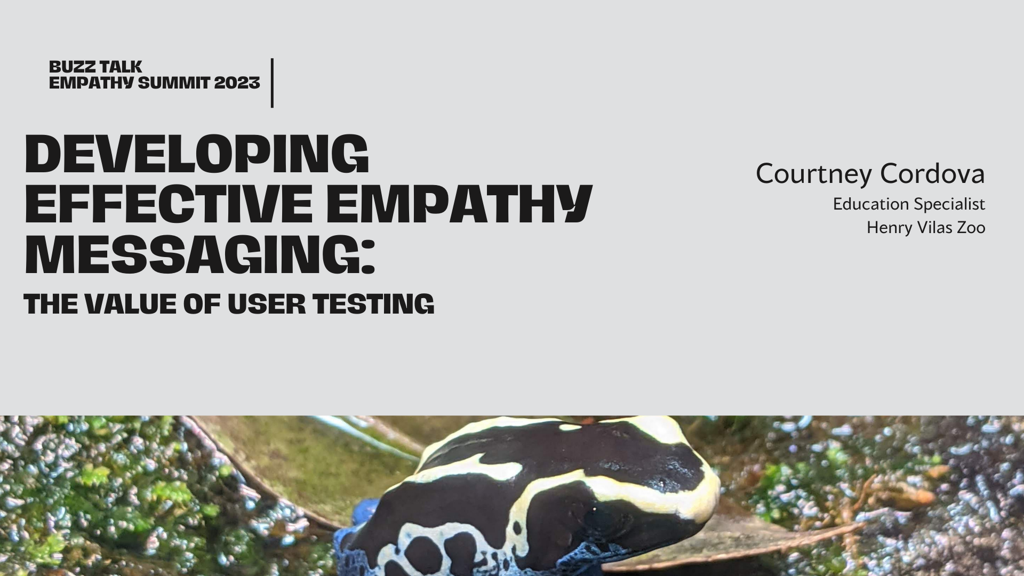 BUZZ TALK
EMPATHY SUMMIT 2023
DEVELOPING
EFFECTIVE EMPATHY
MESSAGING:
THE VALUE OF USER TESTING
Courtney Cordova
Education Specialist
Henry Vilas Zoo